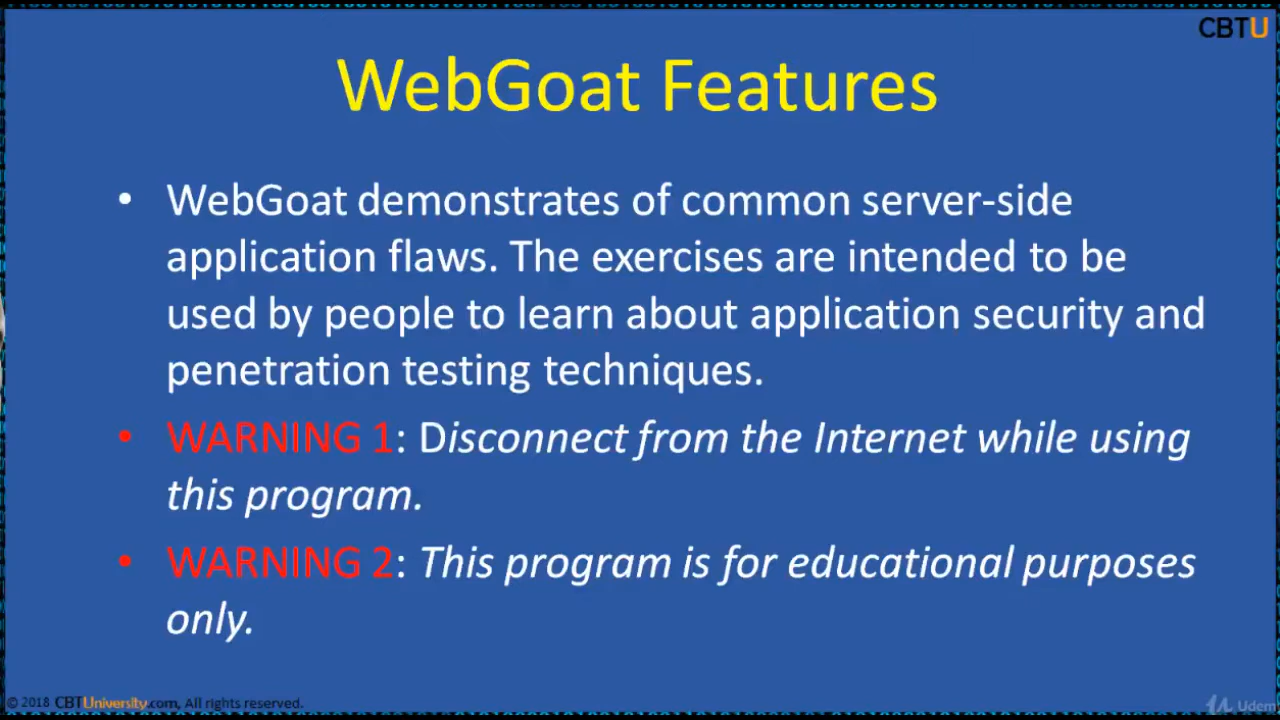 CBTU
WebGoat Features
• WebGoat demonstrates of common server-side
application flaws. The exercises are intended to be
used by people to learn about application security and
penetration testing techniques.
• WARNING 1: Disconnect from the Internet while using
this program.
• WARNING 2: This program is for educational purposes
only.
© 2018 CBTUniversity.com, All rights reserved.